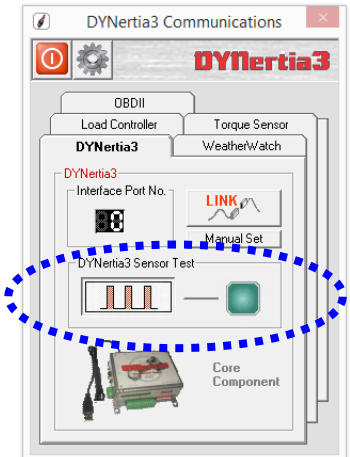 DYNertia3 Communications
DYNertia3
OBDII
Load Controller
Torque Sensor
DYNertia3
WeatherWatch
DYNertia3
Interface Port No.
LINK
Manual Set
DYNertia3 Sensor Test
Core
Component